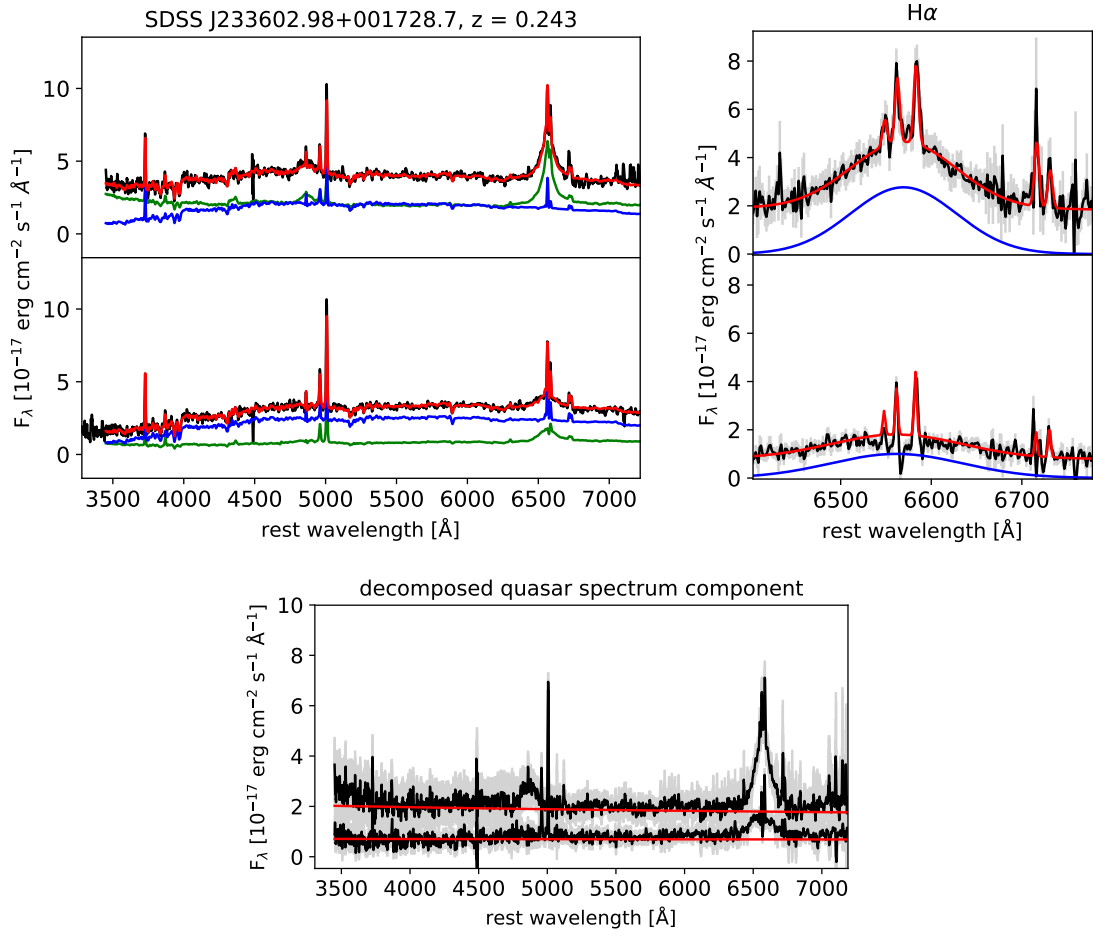 SDSS J233602.98+001728.7, z = 0.243
Hα
10
5
0
10
5
0
F_λ [10⁻¹⁷ erg cm⁻² s⁻¹ Å⁻¹]
3500 4000 4500 5000 5500 6000 6500 7000
rest wavelength [Å]
8
6
4
2
0
8
6
4
2
0
F_λ [10⁻¹⁷ erg cm⁻² s⁻¹ Å⁻¹]
6500 6600 6700
rest wavelength [Å]
decomposed quasar spectrum component
10
8
6
4
2
0
F_λ [10⁻¹⁷ erg cm⁻² s⁻¹ Å⁻¹]
3500 4000 4500 5000 5500 6000 6500 7000
rest wavelength [Å]